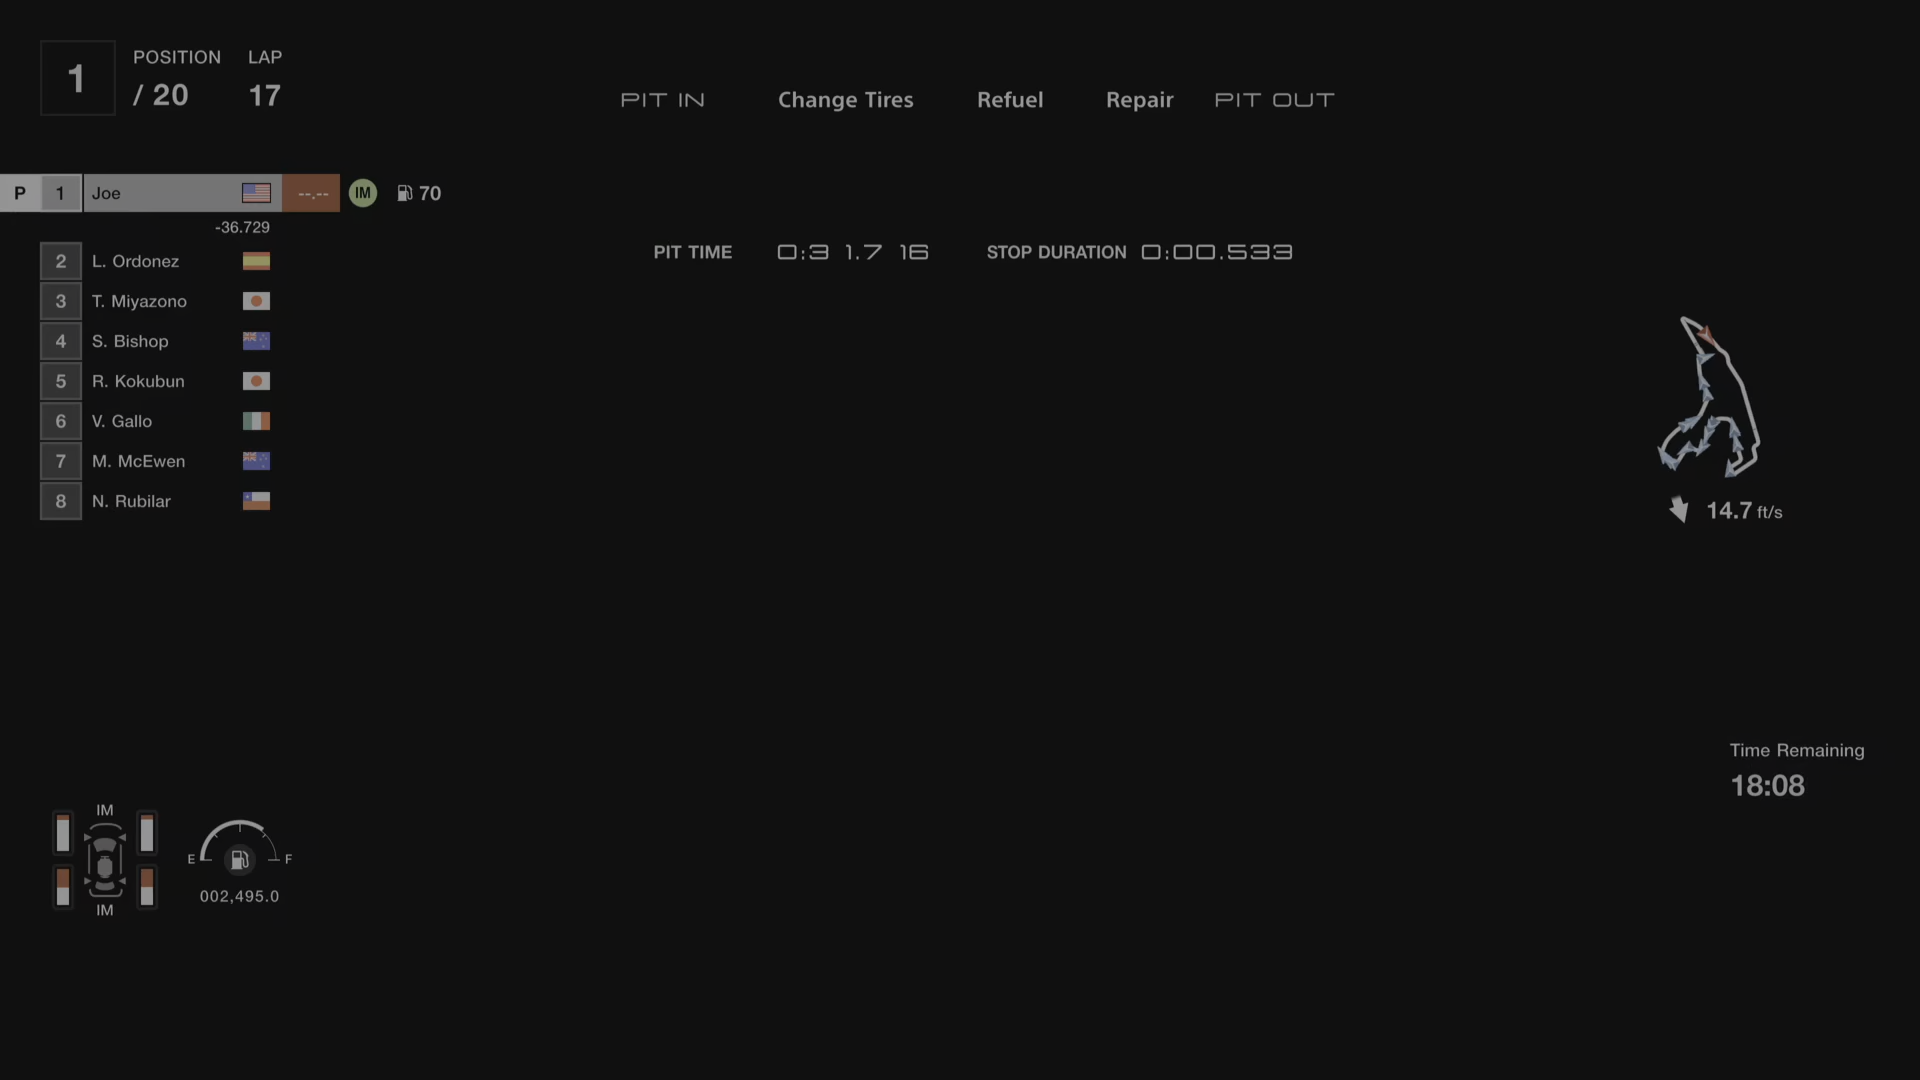 1
POSITION LAP
/ 20 17
PIT IN Change Tires Refuel Repair PIT OUT
P 1 Joe --.-- IM 70
-36.729
PIT TIME 0:31.716 STOP DURATION 0:00.533
2 L. Ordonez
3 T. Miyazono
4 S. Bishop
5 R. Kokubun
6 V. Gallo
7 M. McEwen
8 N. Rubilar
14.7 ft/s
Time Remaining
18:08
IM
E F
002,495.0
IM